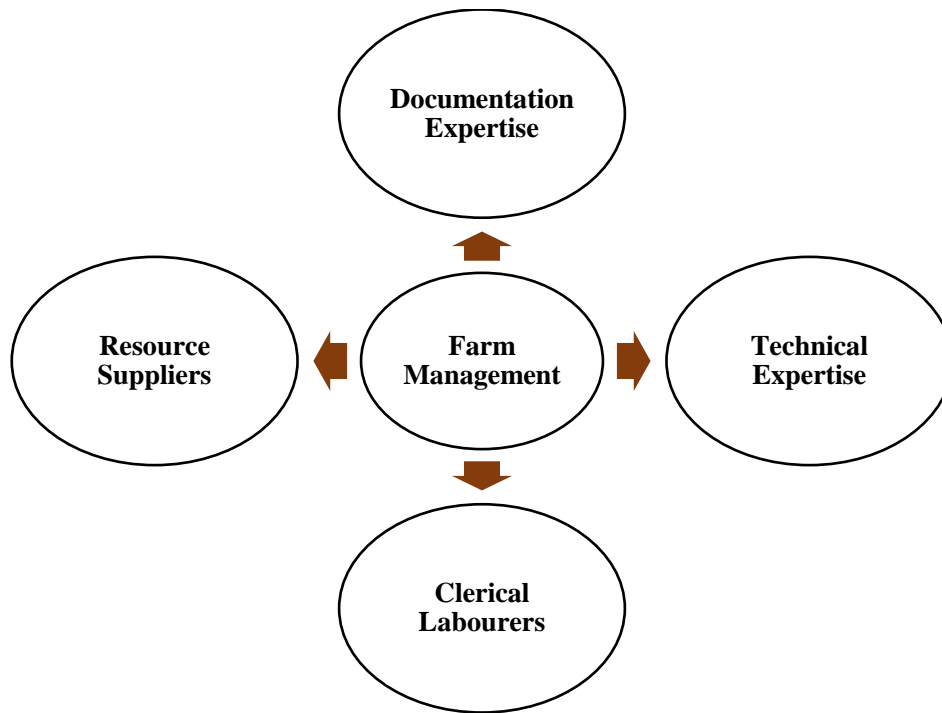 Documentation
Expertise
Resource
Suppliers
Farm
Management
Technical
Expertise
Clerical
Labourers